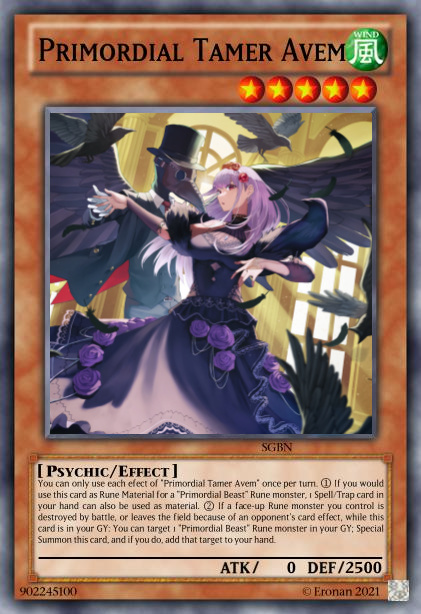 PRIMORDIAL TAMER AVEM
WIND
風
SGBN
[ PSYCHIC/EFFECT ]
You can only use each efect of "Primordial Tamer Avem" once per turn. ① If you would
use this card as Rune Material for a "Primordial Beast" Rune monster, 1 Spell/Trap card in
your hand can also be used as material. ② If a face-up Rune monster you control is
destroyed by battle, or leaves the field because of an opponent's card effect, while this
card is in your GY: You can target 1 "Primordial Beast" Rune monster in your GY; Special
Summon this card, and if you do, add that target to your hand.
ATK/ 0 DEF/2500
902245100
© Eronan 2021